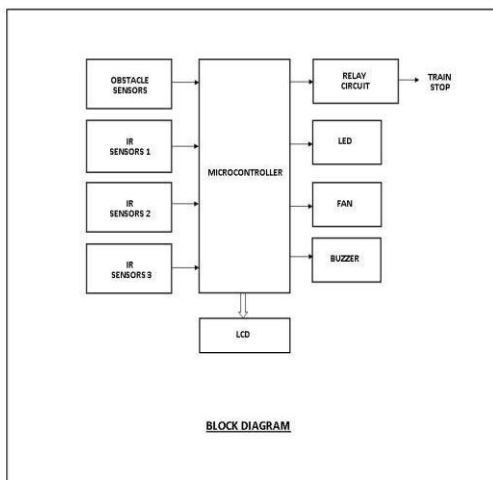 OBSTACLE
SENSORS
IR
SENSORS 1
IR
SENSORS 2
IR
SENSORS 3
MICROCONTROLLER
RELAY
CIRCUIT
TRAIN
STOP
LED
FAN
BUZZER
LCD
BLOCK DIAGRAM